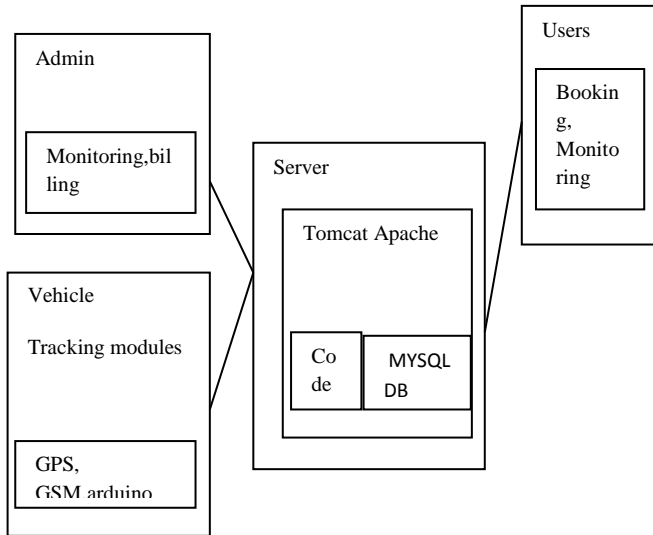 Admin
Monitoring,bil
ling
Vehicle
Tracking modules
GPS,
GSM arduino
Server
Tomcat Apache
Co
de
MYSQL
DB
Users
Bookin
g,
Monito
ring